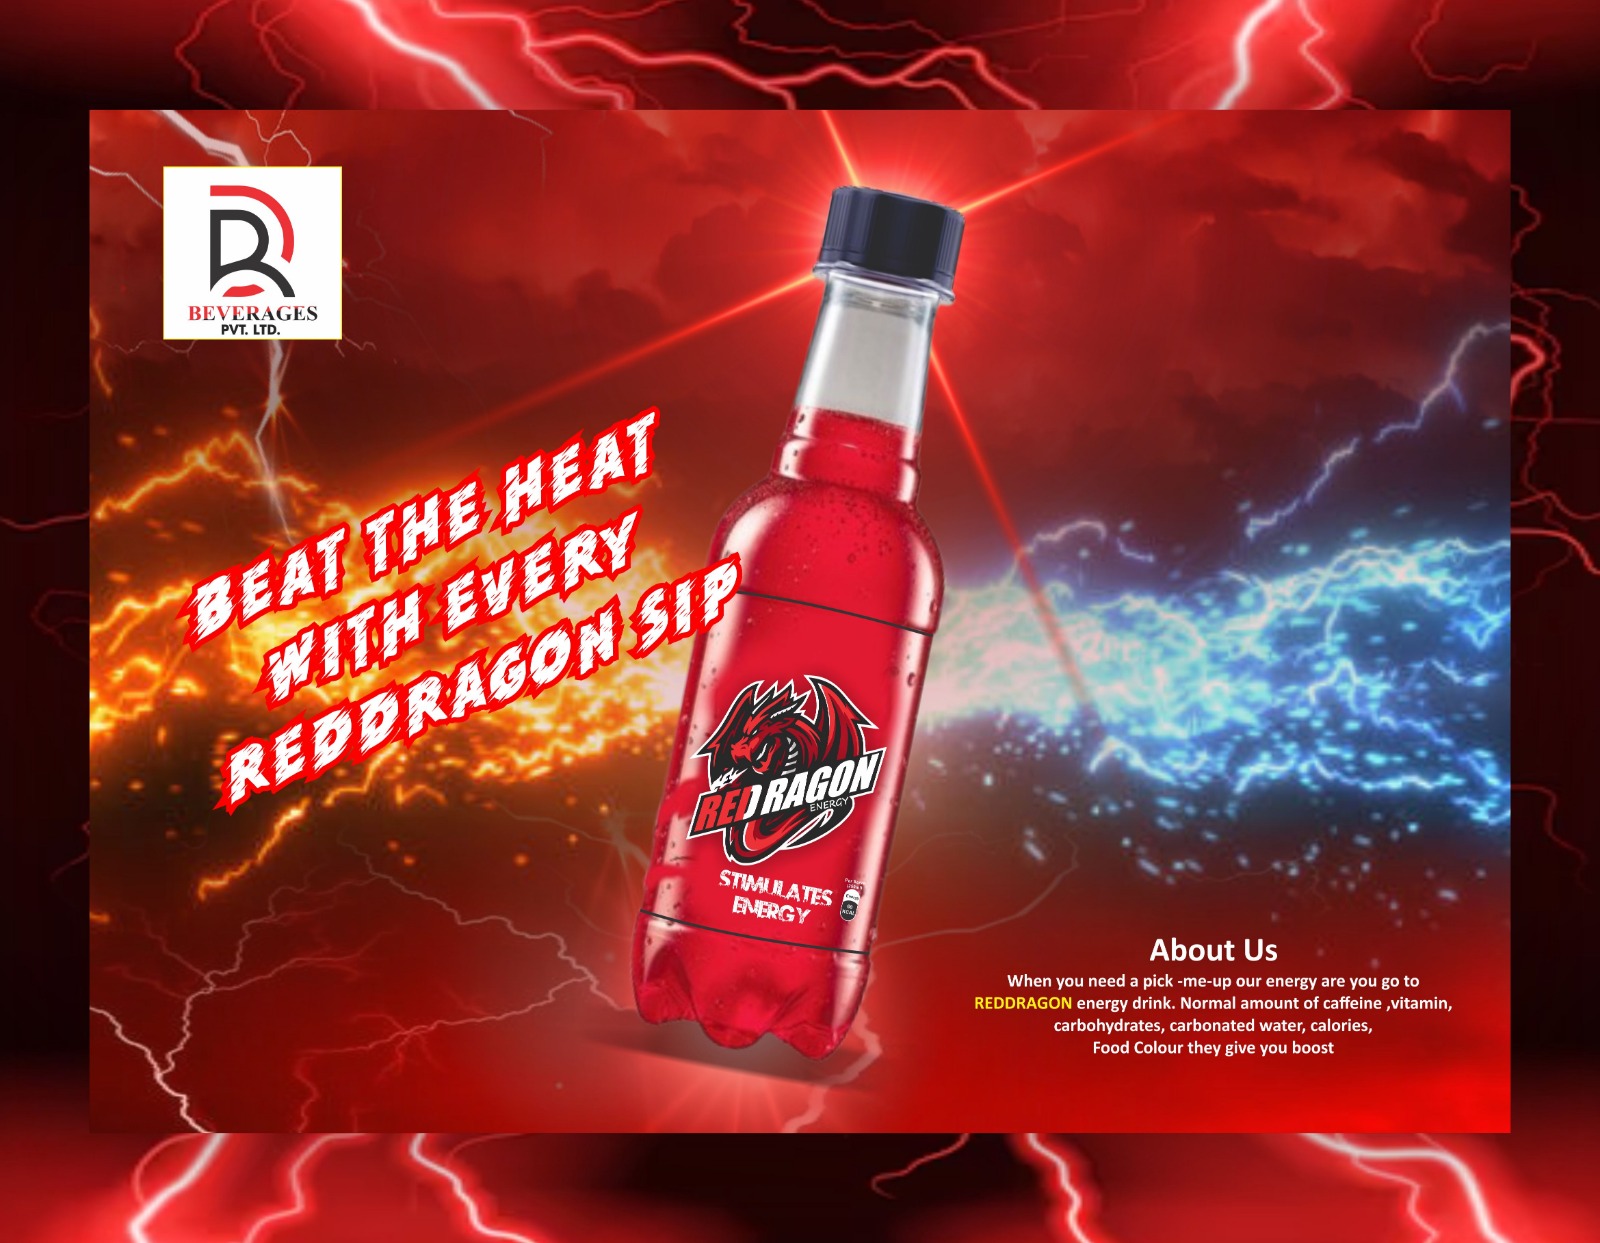 BEVERAGES
PVT. LTD.
BEAT THE HEAT
WITH EVERY
REDDRAGON SIP
REDDRAGON
ENERGY
STIMULATES
ENERGY
About Us
When you need a pick -me-up our energy are you go to
REDDRAGON energy drink. Normal amount of caffeine ,vitamin,
carbohydrates, carbonated water, calories,
Food Colour they give you boost